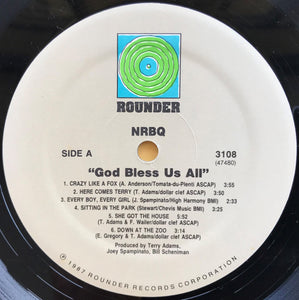 ROUNDER
NRBQ
SIDE A
3108
(47480)
"God Bless Us All"
1. CRAZY LIKE A FOX (A. Anderson/Tomata-du-Plenti ASCAP) 3:55
2. HERE COMES TERRY (T. Adams/dollar clef ASCAP) 3:52
3. EVERY BOY, EVERY GIRL (J. Spampinato/High Harmony BMI) 2:33
4. SITTING IN THE PARK (Stewart/Chevis Music BMI) 3:30
5. SHE GOT THE HOUSE 6:52
(T. Adams & F. Waller/dollar clef ASCAP)
6. DOWN AT THE ZOO 3:30
(E. Gregory & T. Adams/dollar clef ASCAP)
Produced by Terry Adams,
Joey Spampinato, Bill Scheniman
℗ 1987 ROUNDER RECORDS CORPORATION